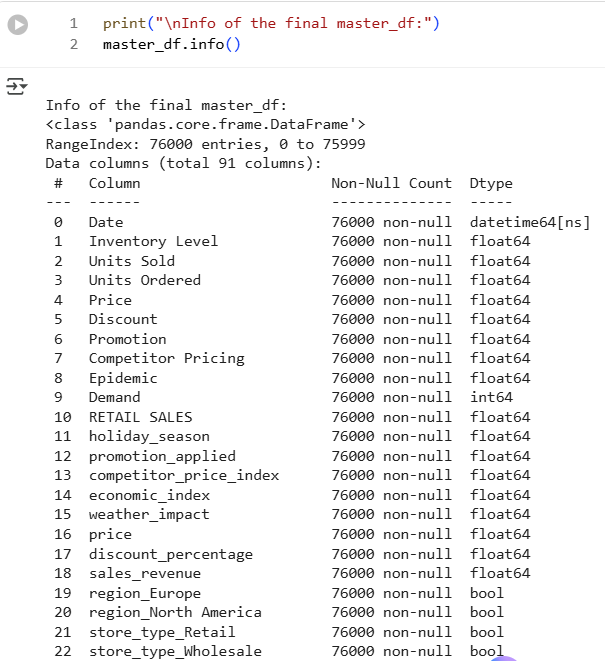 1 print("\nInfo of the final master_df:")
2 master_df.info()
Info of the final master_df:
<class 'pandas.core.frame.DataFrame'>
RangeIndex: 76000 entries, 0 to 75999
Data columns (total 91 columns):
# Column Non-Null Count Dtype
--- ------ -------------- -----
0 Date 76000 non-null datetime64[ns]
1 Inventory Level 76000 non-null float64
2 Units Sold 76000 non-null float64
3 Units Ordered 76000 non-null float64
4 Price 76000 non-null float64
5 Discount 76000 non-null float64
6 Promotion 76000 non-null float64
7 Competitor Pricing 76000 non-null float64
8 Epidemic 76000 non-null float64
9 Demand 76000 non-null int64
10 RETAIL SALES 76000 non-null float64
11 holiday_season 76000 non-null float64
12 promotion_applied 76000 non-null float64
13 competitor_price_index 76000 non-null float64
14 economic_index 76000 non-null float64
15 weather_impact 76000 non-null float64
16 price 76000 non-null float64
17 discount_percentage 76000 non-null float64
18 sales_revenue 76000 non-null float64
19 region_Europe 76000 non-null bool
20 region_North America 76000 non-null bool
21 store_type_Retail 76000 non-null bool
22 store_type_Wholesale 76000 non-null bool